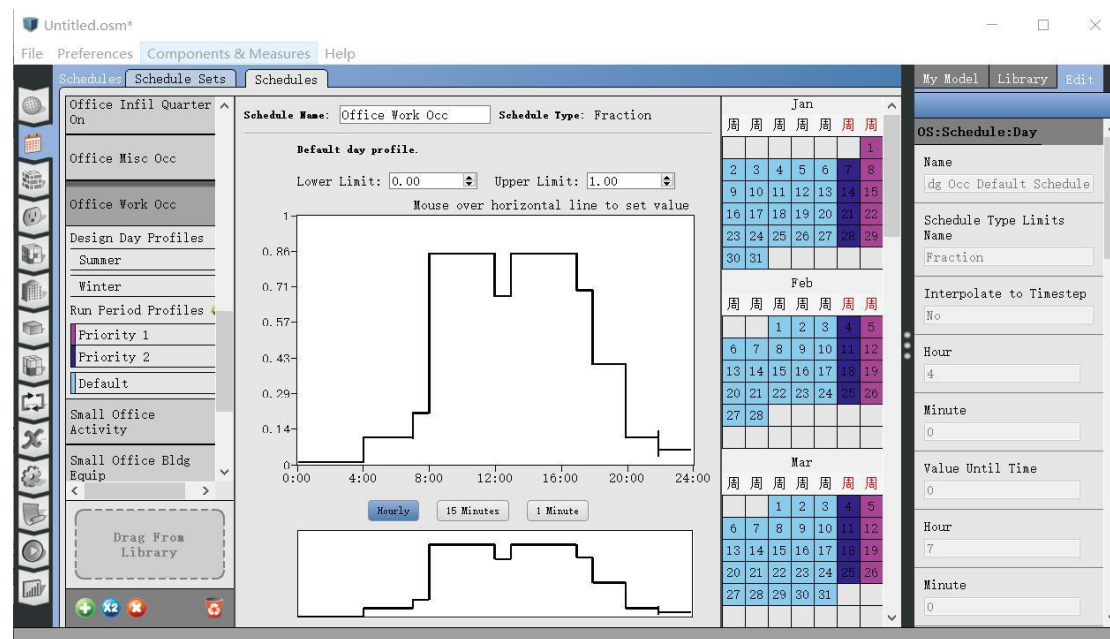 Untitled.osm*
File Preferences Components & Measures Help
Schedules Schedule Sets Schedules
My Model Library Edit
Office Infil Quarter
On
Office Misc Occ
Office Work Occ
Design Day Profiles
Summer
Winter
Run Period Profiles
Priority 1
Priority 2
Default
Small Office
Activity
Small Office Bldg
Equip
Drag From
Library
X2
Schedule Name: Office Work Occ Schedule Type: Fraction
Default day profile.
Lower Limit: 0.00 Upper Limit: 1.00
Mouse over horizontal line to set value
1
0.86
0.71
0.57
0.43
0.29
0.14
0
0:00 4:00 8:00 12:00 16:00 20:00 24:00
Hourly 15 Minutes 1 Minute
Jan
周 周 周 周 周 周 周
1
2 3 4 5 6 7 8
9 10 11 12 13 14 15
16 17 18 19 20 21 22
23 24 25 26 27 28 29
30 31
Feb
周 周 周 周 周 周 周
1 2 3 4 5
6 7 8 9 10 11 12
13 14 15 16 17 18 19
20 21 22 23 24 25 26
27 28
Mar
周 周 周 周 周 周 周
1 2 3 4 5
6 7 8 9 10 11 12
13 14 15 16 17 18 19
20 21 22 23 24 25 26
27 28 29 30 31
OS:Schedule:Day
Name
dg Occ Default Schedule
Schedule Type Limits
Name
Fraction
Interpolate to Timestep
No
Hour
4
Minute
0
Value Until Time
0
Hour
7
Minute
0